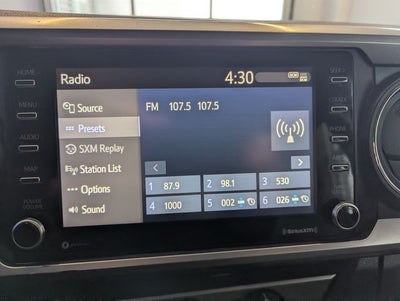 Radio 4:30
HOME
MENU
AUDIO
MAP
POWER
VOLUME
Source
Presets
SXM Replay
Station List
Options
Sound
FM 107.5 107.5
1 87.9 2 98.1 3 530
4 1000 5 002 6 026
SEEK
TRACK
PHONE
SiriusXM